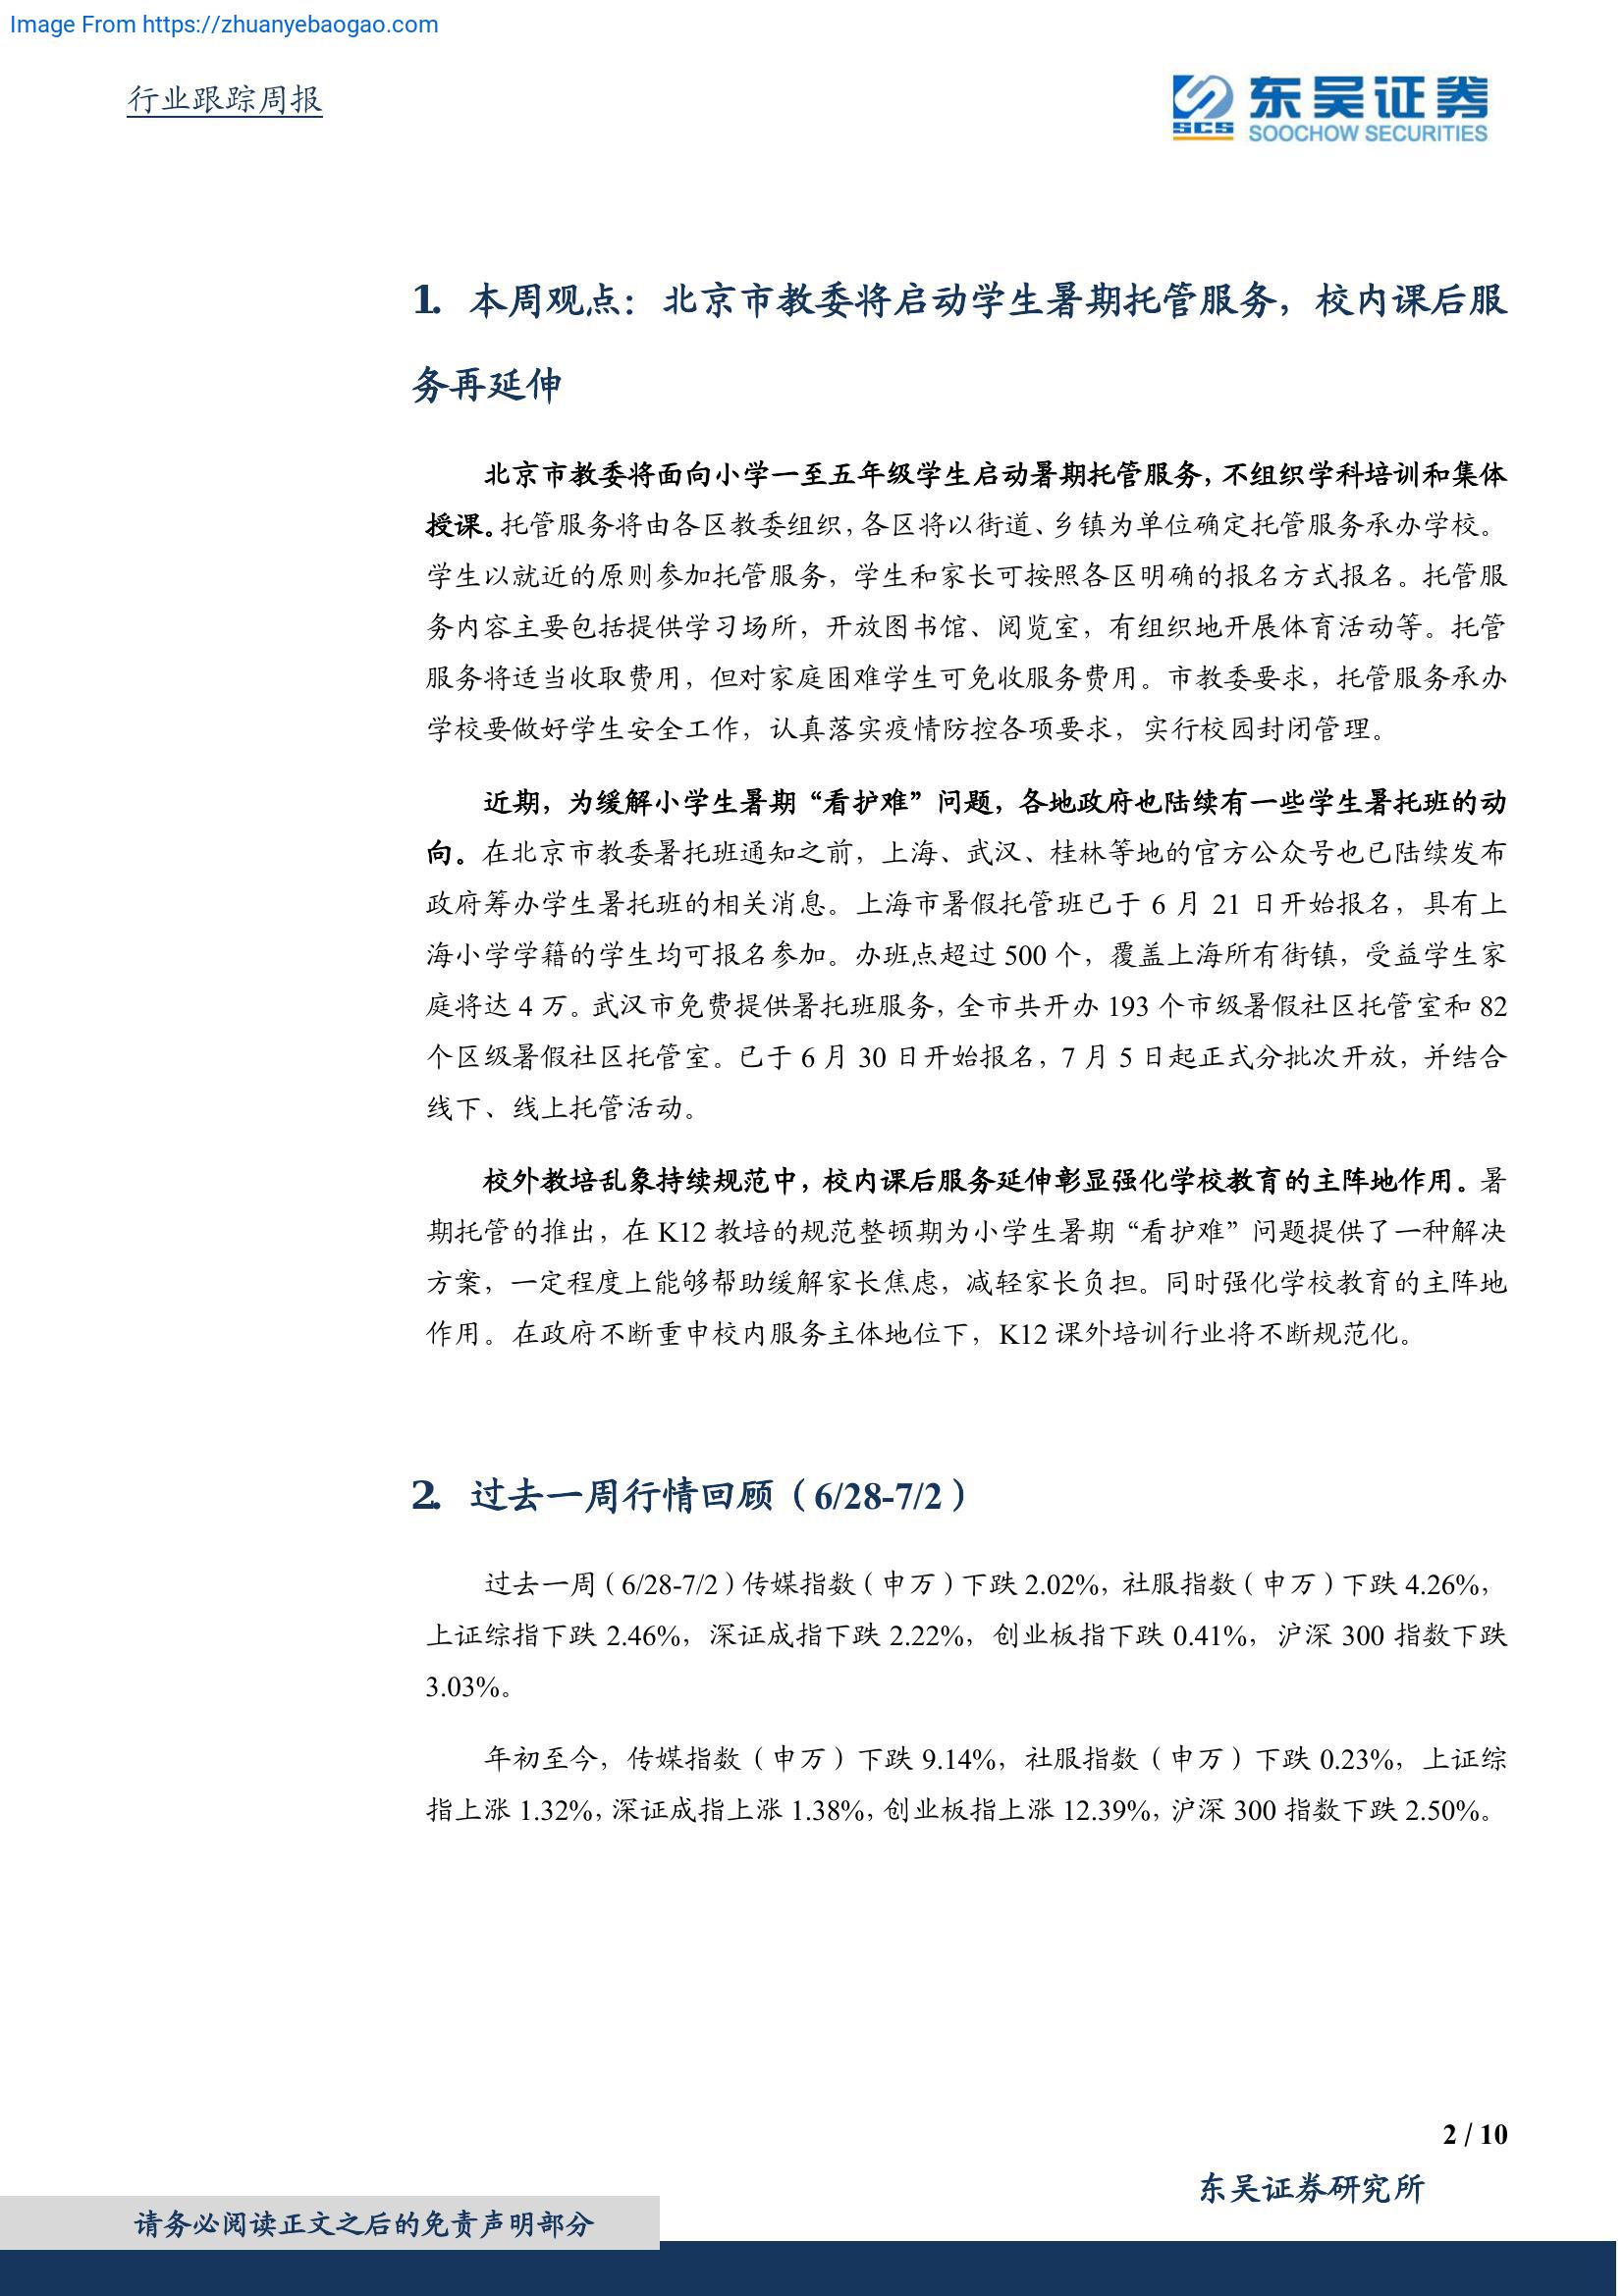 Image From https://zhuanyebaogao.com
行业跟踪周报
SCS 东吴证券
SOOCHOW SECURITIES
1. 本周观点：北京市教委将启动学生暑期托管服务，校内课后服
务再延伸
北京市教委将面向小学一至五年级学生启动暑期托管服务，不组织学科培训和集体
授课。托管服务将由各区教委组织，各区将以街道、乡镇为单位确定托管服务承办学校。
学生以就近的原则参加托管服务，学生和家长可按照各区明确的报名方式报名。托管服
务内容主要包括提供学习场所，开放图书馆、阅览室，有组织地开展体育活动等。托管
服务将适当收取费用，但对家庭困难学生可免收服务费用。市教委要求，托管服务承办
学校要做好学生安全工作，认真落实疫情防控各项要求，实行校园封闭管理。
近期，为缓解小学生暑期“看护难”问题，各地政府也陆续有一些学生暑托班的动
向。在北京市教委暑托班通知之前，上海、武汉、桂林等地的官方公众号也已陆续发布
政府筹办学生暑托班的相关消息。上海市暑假托管班已于 6 月 21 日开始报名，具有上
海小学学籍的学生均可报名参加。办班点超过 500 个，覆盖上海所有街镇，受益学生家
庭将达 4 万。武汉市免费提供暑托班服务，全市共开办 193 个市级暑假社区托管室和 82
个区级暑假社区托管室。已于 6 月 30 日开始报名，7 月 5 日起正式分批次开放，并结合
线下、线上托管活动。
校外教培乱象持续规范中，校内课后服务延伸彰显强化学校教育的主阵地作用。暑
期托管的推出，在 K12 教培的规范整顿期为小学生暑期“看护难”问题提供了一种解决
方案，一定程度上能够帮助缓解家长焦虑，减轻家长负担。同时强化学校教育的主阵地
作用。在政府不断重申校内服务主体地位下，K12 课外培训行业将不断规范化。
2. 过去一周行情回顾（6/28-7/2）
过去一周（6/28-7/2）传媒指数（申万）下跌 2.02%，社服指数（申万）下跌 4.26%，
上证综指下跌 2.46%，深证成指下跌 2.22%，创业板指下跌 0.41%，沪深 300 指数下跌
3.03%。
年初至今，传媒指数（申万）下跌 9.14%，社服指数（申万）下跌 0.23%，上证综
指上涨 1.32%，深证成指上涨 1.38%，创业板指上涨 12.39%，沪深 300 指数下跌 2.50%。
2 / 10
东吴证券研究所
请务必阅读正文之后的免责声明部分